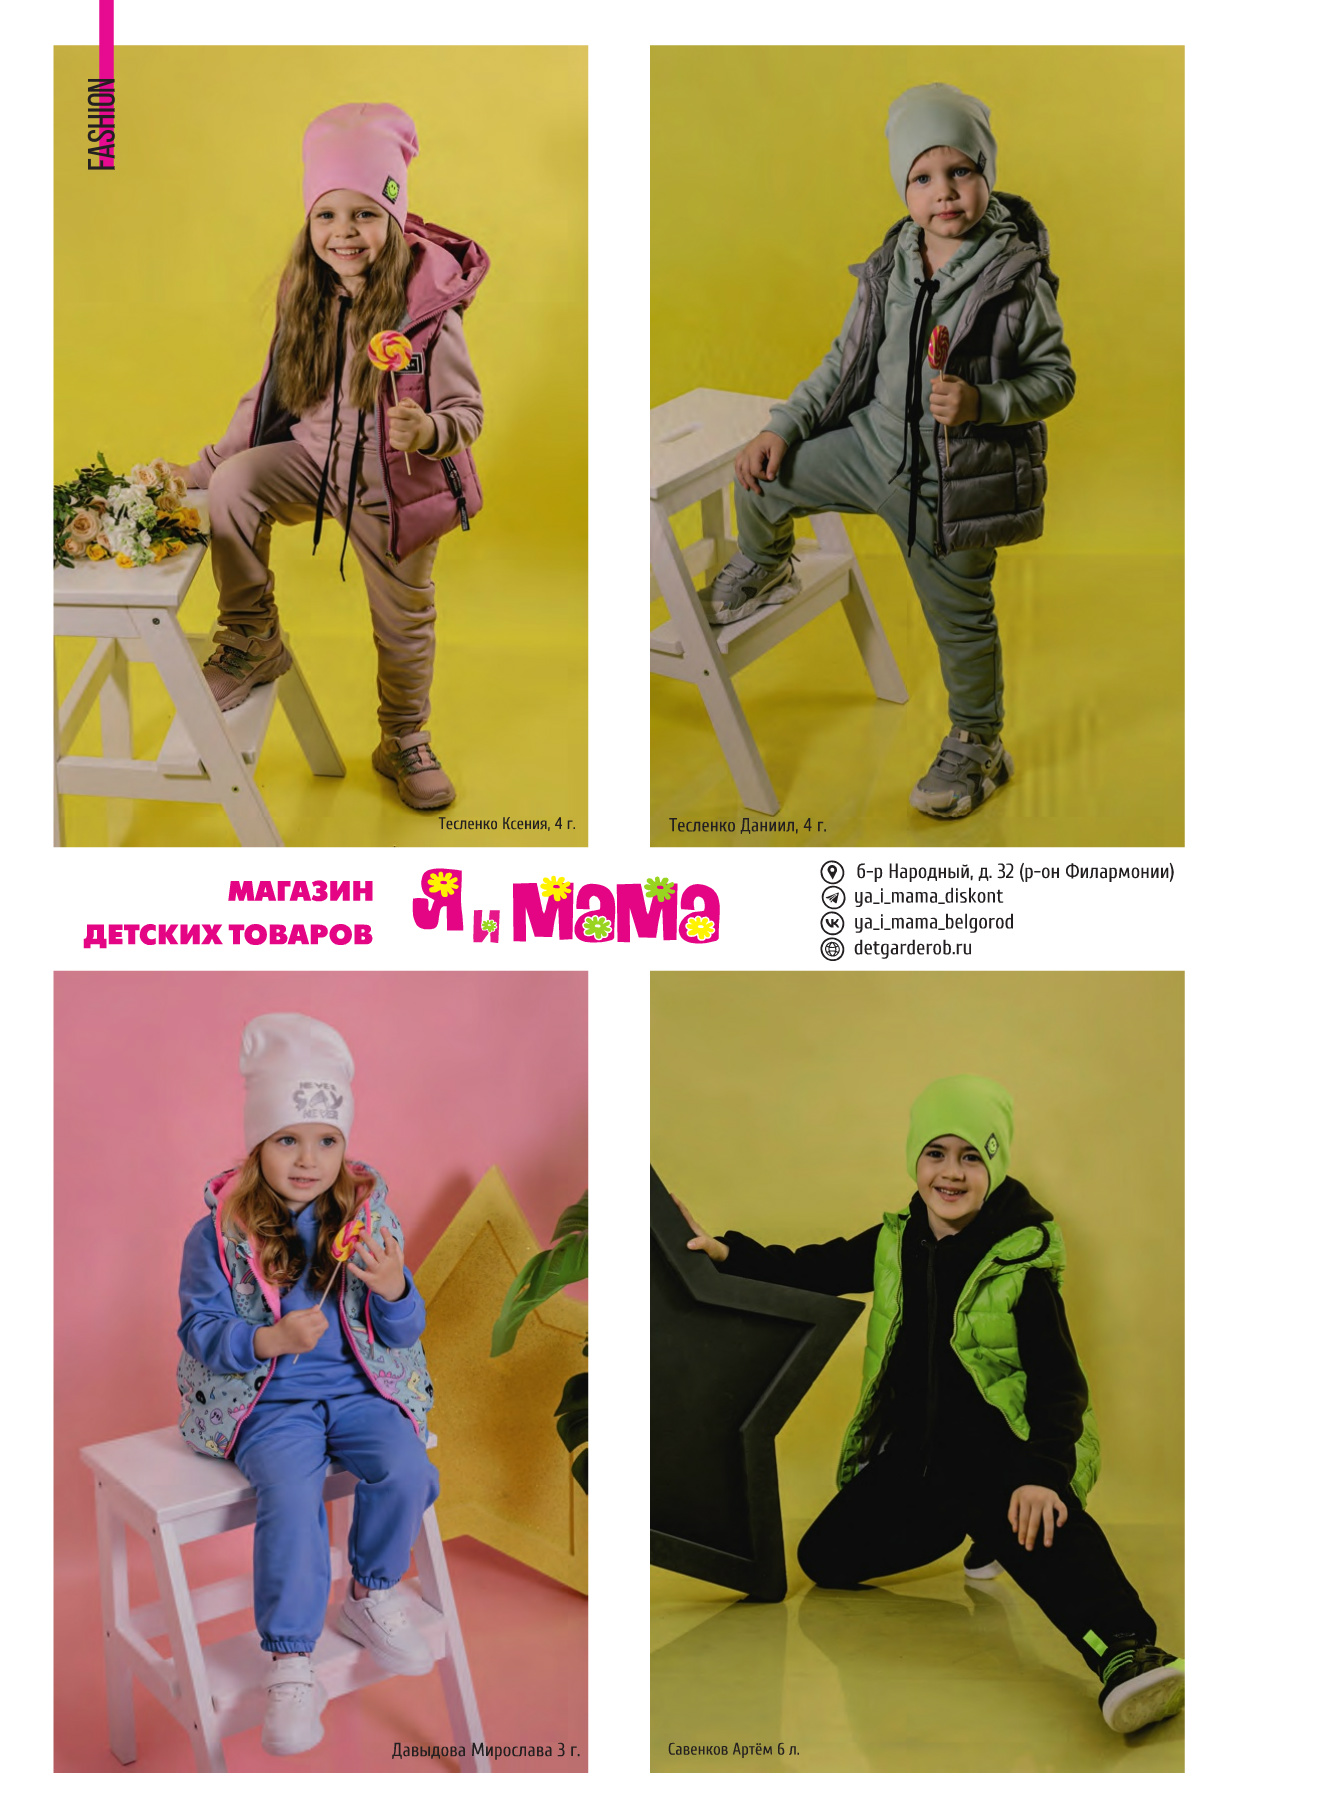 FASHION
Тесленко Ксения, 4 г.
Тесленко Даниил, 4 г.
МАГАЗИН
ДЕТСКИХ ТОВАРОВ
Я и Мама
б-р Народный, д. 32 (р-он Филармонии)
ya_i_mama_diskont
ya_i_mama_belgorod
detgarderob.ru
NEVER
SAY
NEVER
Давыдова Мирослава 3 г.
Савенков Артём 6 л.